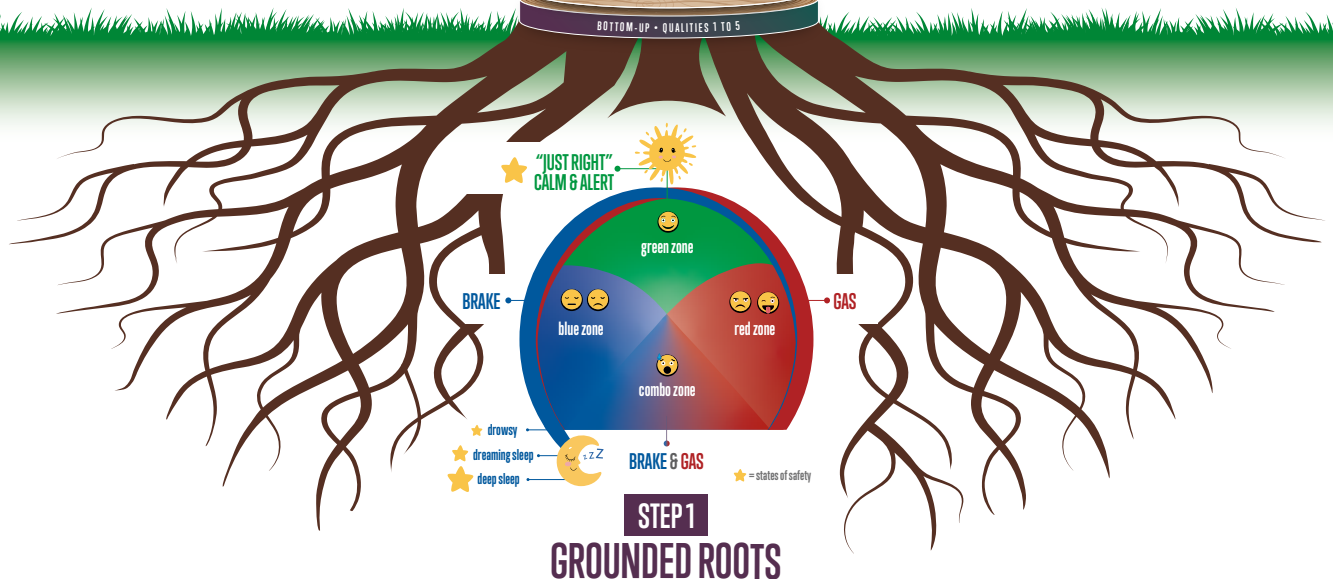 BOTTOM-UP • QUALITIES 1 TO 5
“JUST RIGHT”
CALM & ALERT
green zone
BRAKE
GAS
blue zone
red zone
combo zone
drowsy
dreaming sleep
deep sleep
z z Z
BRAKE & GAS
= states of safety
STEP 1
GROUNDED ROOTS